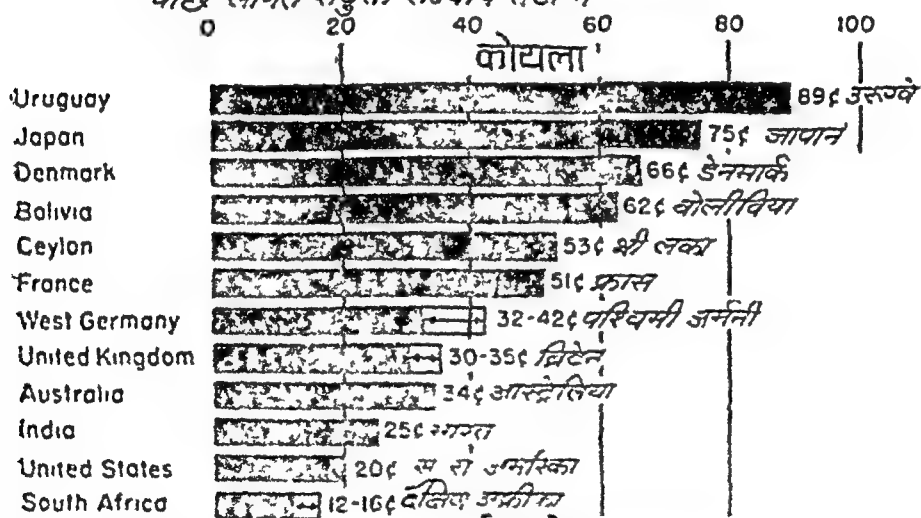 0 20 40 60 80 100
कोयला
Uruguay 89¢ उरूग्वे
Japan 75¢ जापान
Denmark 66¢ डेनमार्क
Bolivia 62¢ बोलीविया
Ceylon 53¢ श्री लंका
France 51¢ फ्रांस
West Germany 32-42¢ पश्चिमी जर्मनी
United Kingdom 30-35¢ ब्रिटेन
Australia 34¢ आस्ट्रेलिया
India 25¢ भारत
United States 20¢ स रा अमरिका
South Africa 12-16¢ दक्षिण अफ्रीका